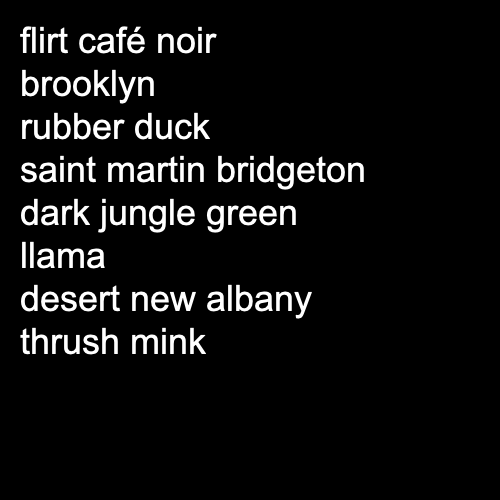 flirt café noir
brooklyn
rubber duck
saint martin bridgeton
dark jungle green
llama
desert new albany
thrush mink